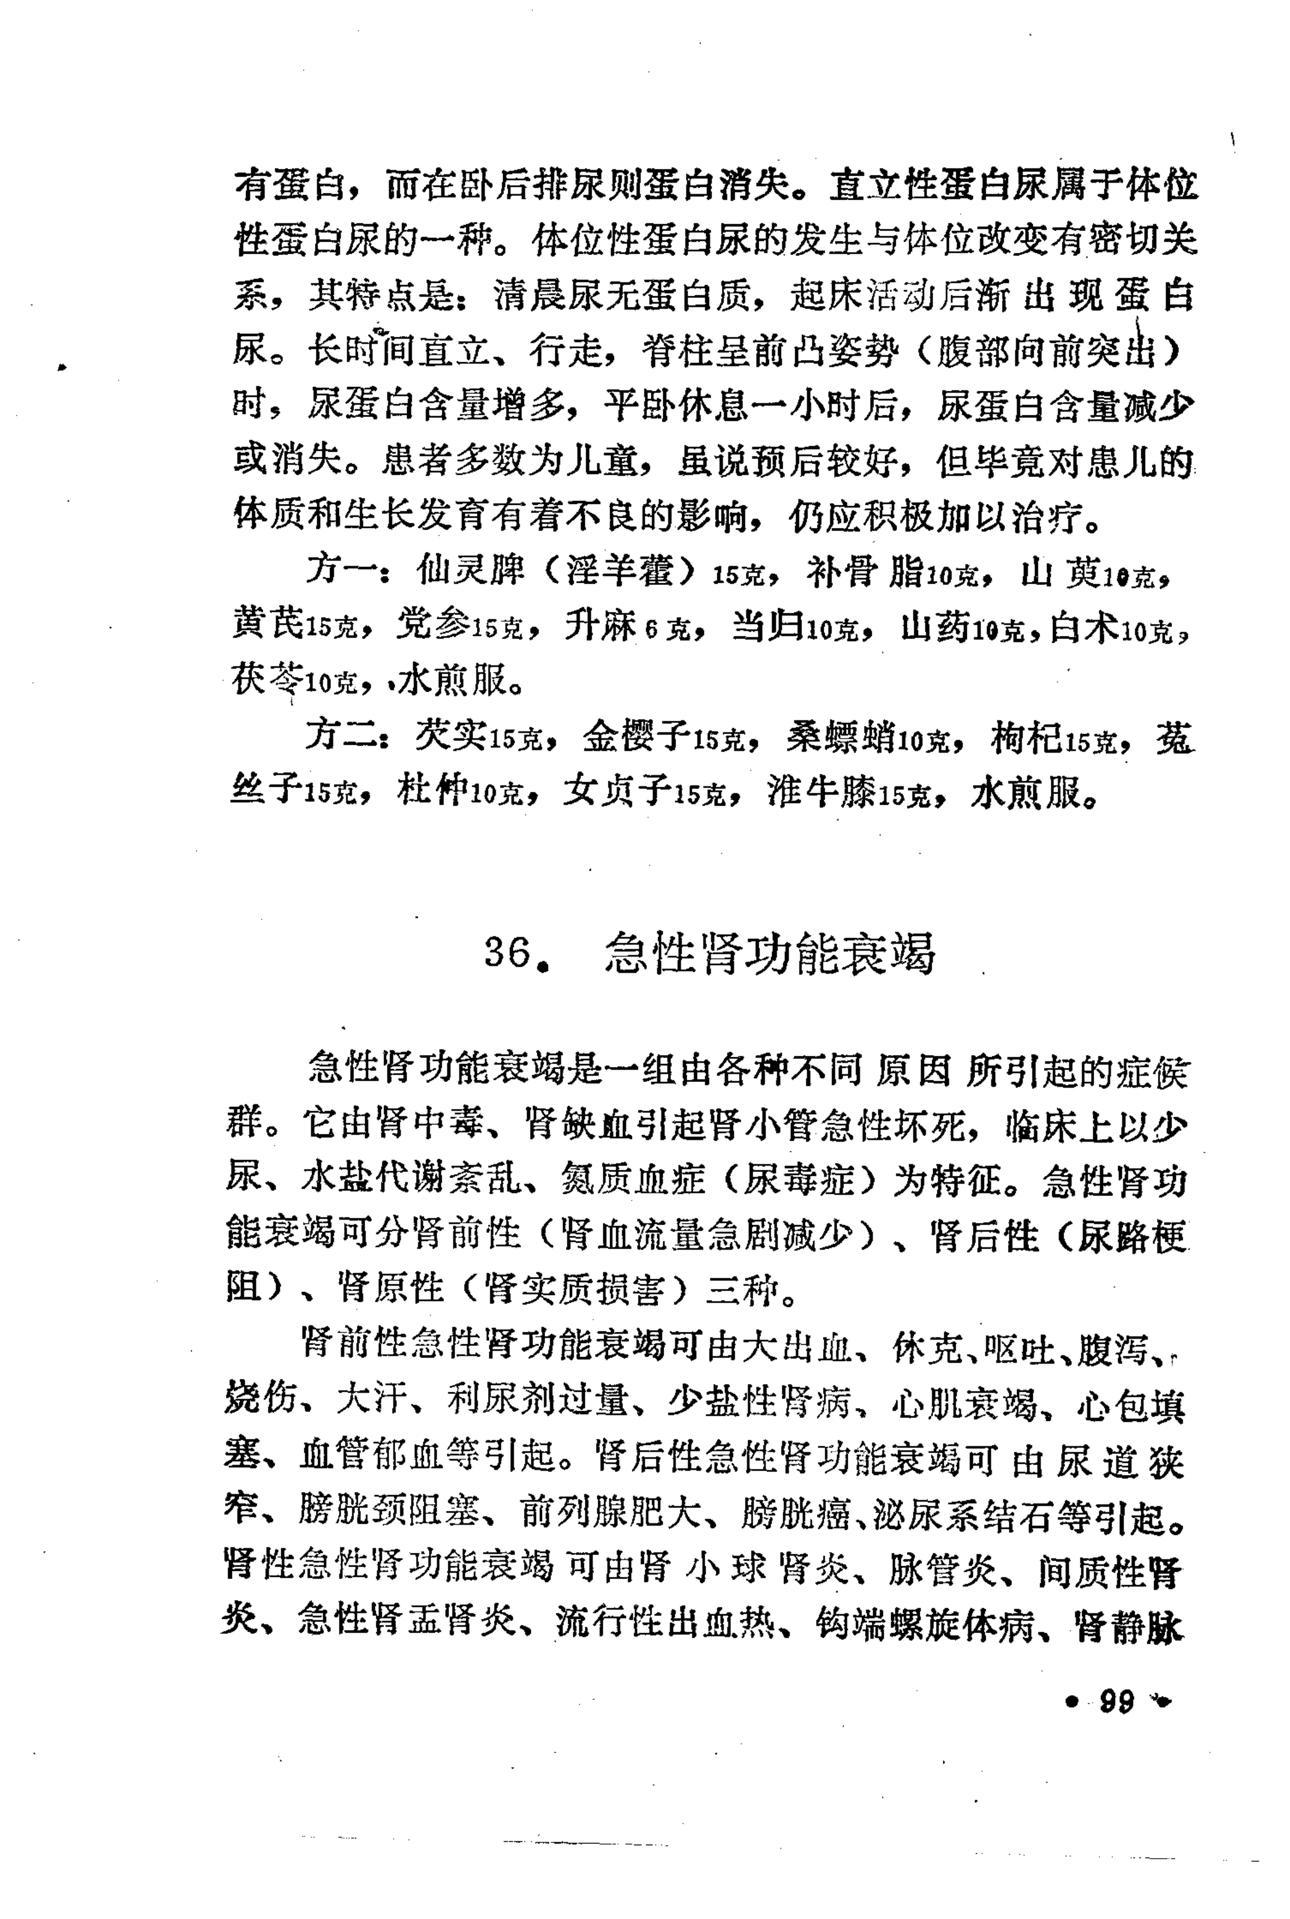 有蛋白，而在卧后排尿则蛋白消失。直立性蛋白尿属于体位
性蛋白尿的一种。体位性蛋白尿的发生与体位改变有密切关
系，其特点是：清晨尿无蛋白质，起床活动后渐出现蛋白
尿。长时间直立、行走，脊柱呈前凸姿势（腹部向前突出）
时，尿蛋白含量增多，平卧休息一小时后，尿蛋白含量减少
或消失。患者多数为儿童，虽说预后较好，但毕竟对患儿的
体质和生长发育有着不良的影响，仍应积极加以治疗。
方一：仙灵脾（淫羊藿）15克，补骨脂10克，山萸10克，
黄芪15克，党参15克，升麻6克，当归10克，山药10克，白术10克，
茯苓10克，水煎服。
方二：芡实15克，金樱子15克，桑螵蛸10克，枸杞15克，菟
丝子15克，杜仲10克，女贞子15克，淮牛膝15克，水煎服。
36. 急性肾功能衰竭
急性肾功能衰竭是一组由各种不同原因所引起的症候
群。它由肾中毒、肾缺血引起肾小管急性坏死，临床上以少
尿、水盐代谢紊乱、氮质血症（尿毒症）为特征。急性肾功
能衰竭可分肾前性（肾血流量急剧减少）、肾后性（尿路梗
阻）、肾原性（肾实质损害）三种。
肾前性急性肾功能衰竭可由大出血、休克、呕吐、腹泻、
烧伤、大汗、利尿剂过量、少盐性肾病、心肌衰竭、心包填
塞、血管郁血等引起。肾后性急性肾功能衰竭可由尿道狭
窄、膀胱颈阻塞、前列腺肥大、膀胱癌、泌尿系结石等引起。
肾性急性肾功能衰竭可由肾小球肾炎、脉管炎、间质性肾
炎、急性肾盂肾炎、流行性出血热、钩端螺旋体病、肾静脉
• 99 •